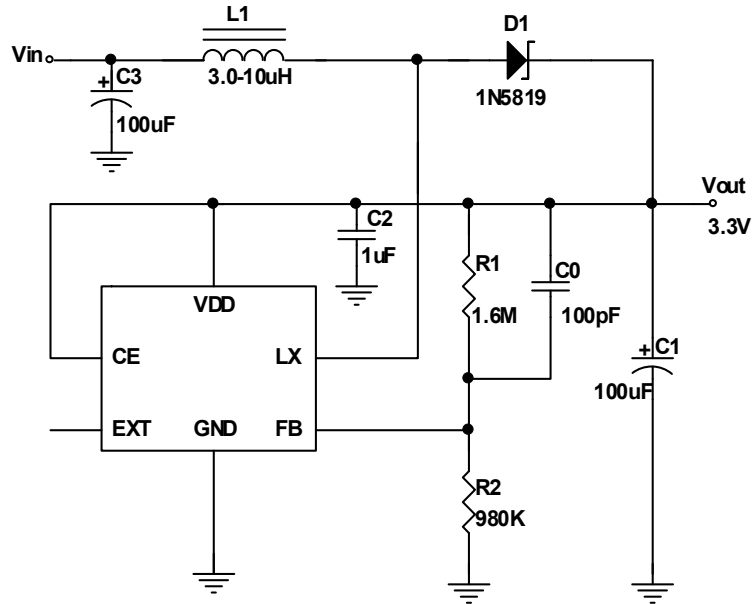 L1
D1
Vin
+ C3
3.0-10uH
1N5819
100uF
Vout
C2
3.3V
1uF
R1
C0
VDD
1.6M
100pF
CE
LX
+ C1
100uF
EXT
GND
FB
R2
980K